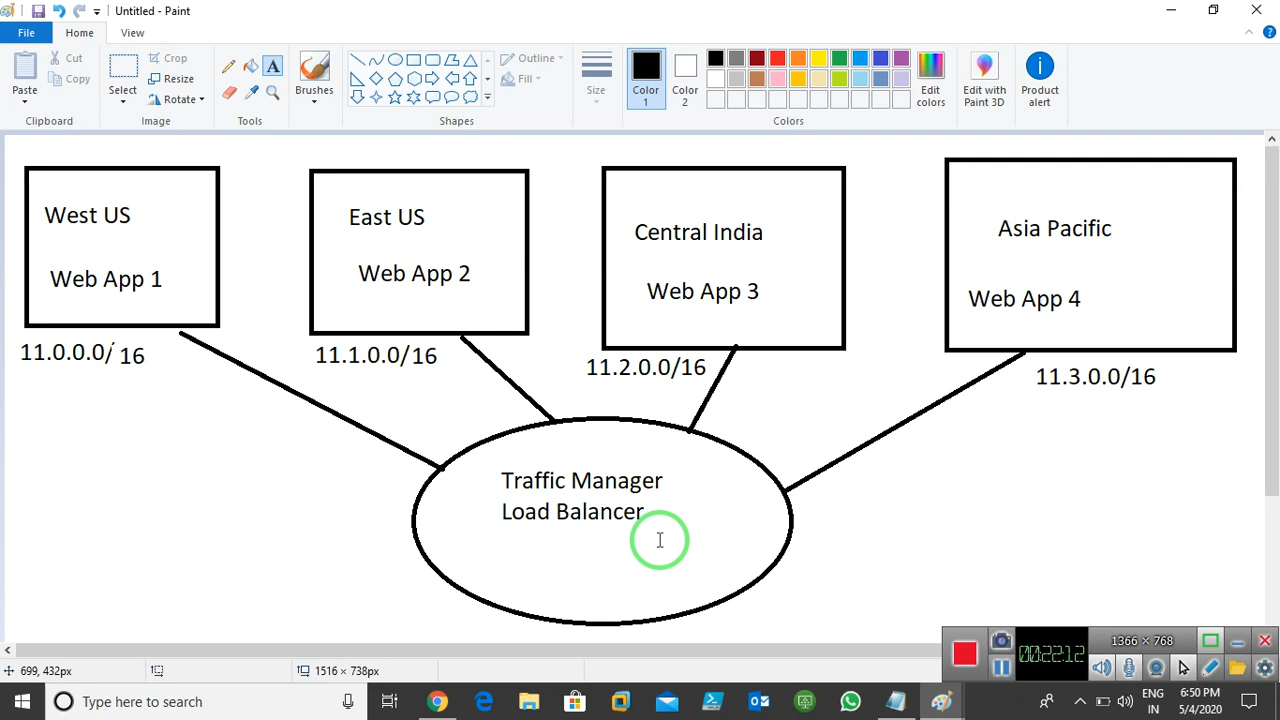 Untitled - Paint
File
Home
View
Paste
Cut
Copy
Clipboard
Select
Crop
Resize
Rotate
Image
A
Tools
Brushes
Shapes
Outline
Fill
Size
Color 1
Color 2
Colors
Edit colors
Edit with Paint 3D
Product alert
West US
Web App 1
11.0.0.0/ 16
East US
Web App 2
11.1.0.0/16
Central India
Web App 3
11.2.0.0/16
Asia Pacific
Web App 4
11.3.0.0/16
Traffic Manager
Load Balancer
1366 × 768
00:22:12
699, 432px
1516 × 738px
Type here to search
ENG
IN
6:50 PM
5/4/2020